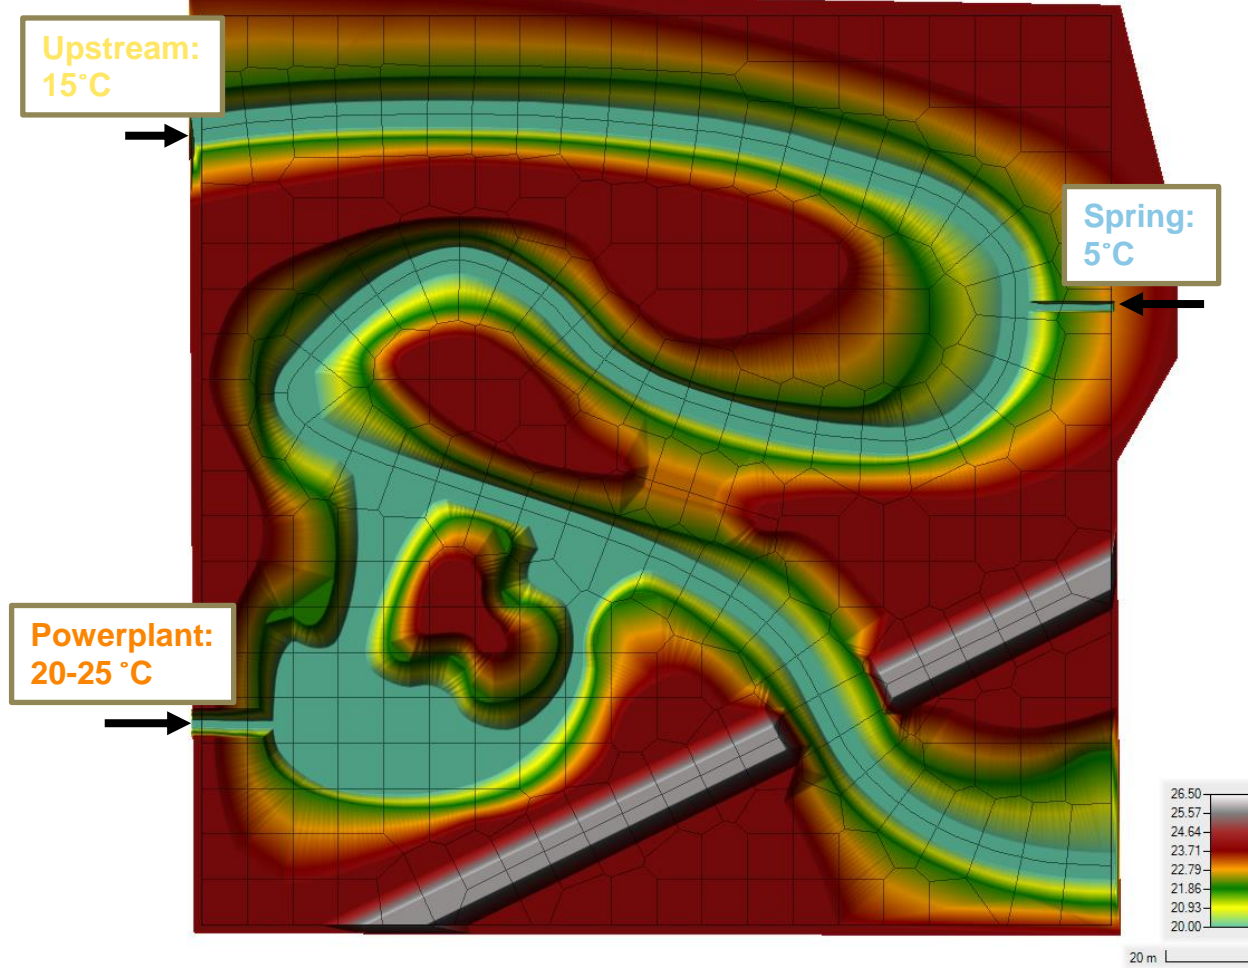 Upstream:
15˚C
Spring:
5˚C
Powerplant:
20-25 ˚C
26.50
25.57
24.64
23.71
22.79
21.86
20.93
20.00
20 m